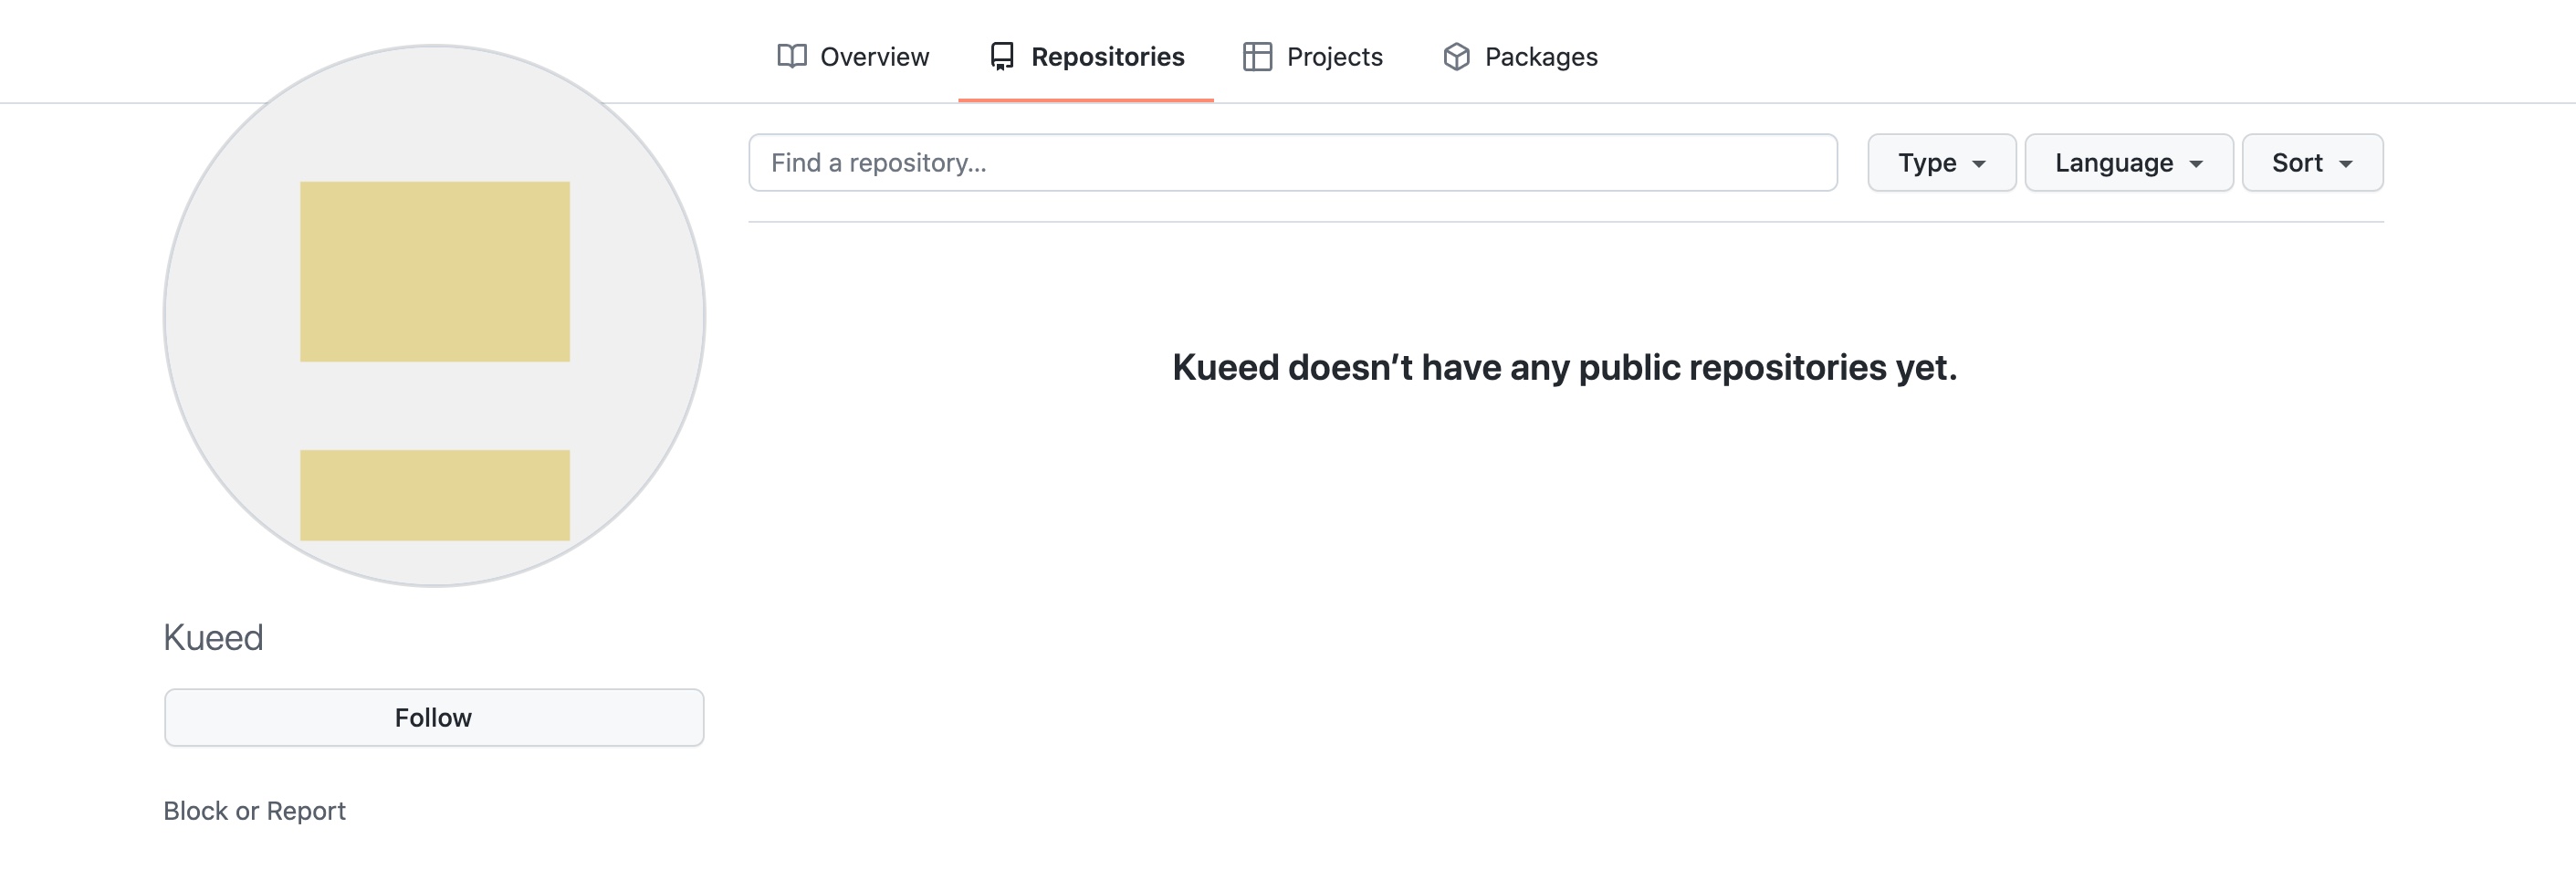 Overview Repositories Projects Packages
Find a repository... Type Language Sort
Kueed doesn’t have any public repositories yet.
Kueed
Follow
Block or Report